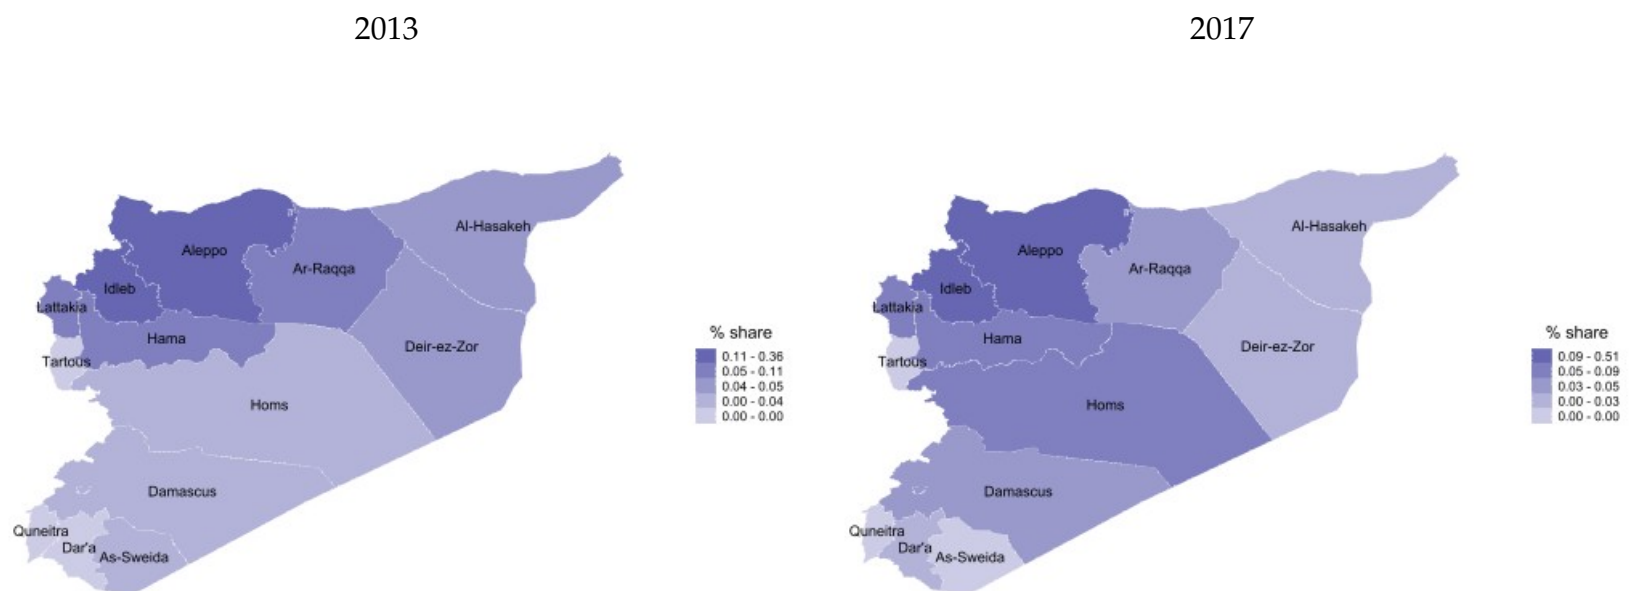 2013
Al-Hasakeh
Aleppo
Ar-Raqqa
Idleb
Lattakia
Hama
Deir-ez-Zor
Tartous
Homs
Damascus
Quneitra
Dar'a
As-Sweida
% share
0.11 - 0.36
0.05 - 0.11
0.04 - 0.05
0.00 - 0.04
0.00 - 0.00
2017
Al-Hasakeh
Aleppo
Ar-Raqqa
Idleb
Lattakia
Hama
Deir-ez-Zor
Tartous
Homs
Damascus
Quneitra
Dar'a
As-Sweida
% share
0.09 - 0.51
0.05 - 0.09
0.03 - 0.05
0.00 - 0.03
0.00 - 0.00